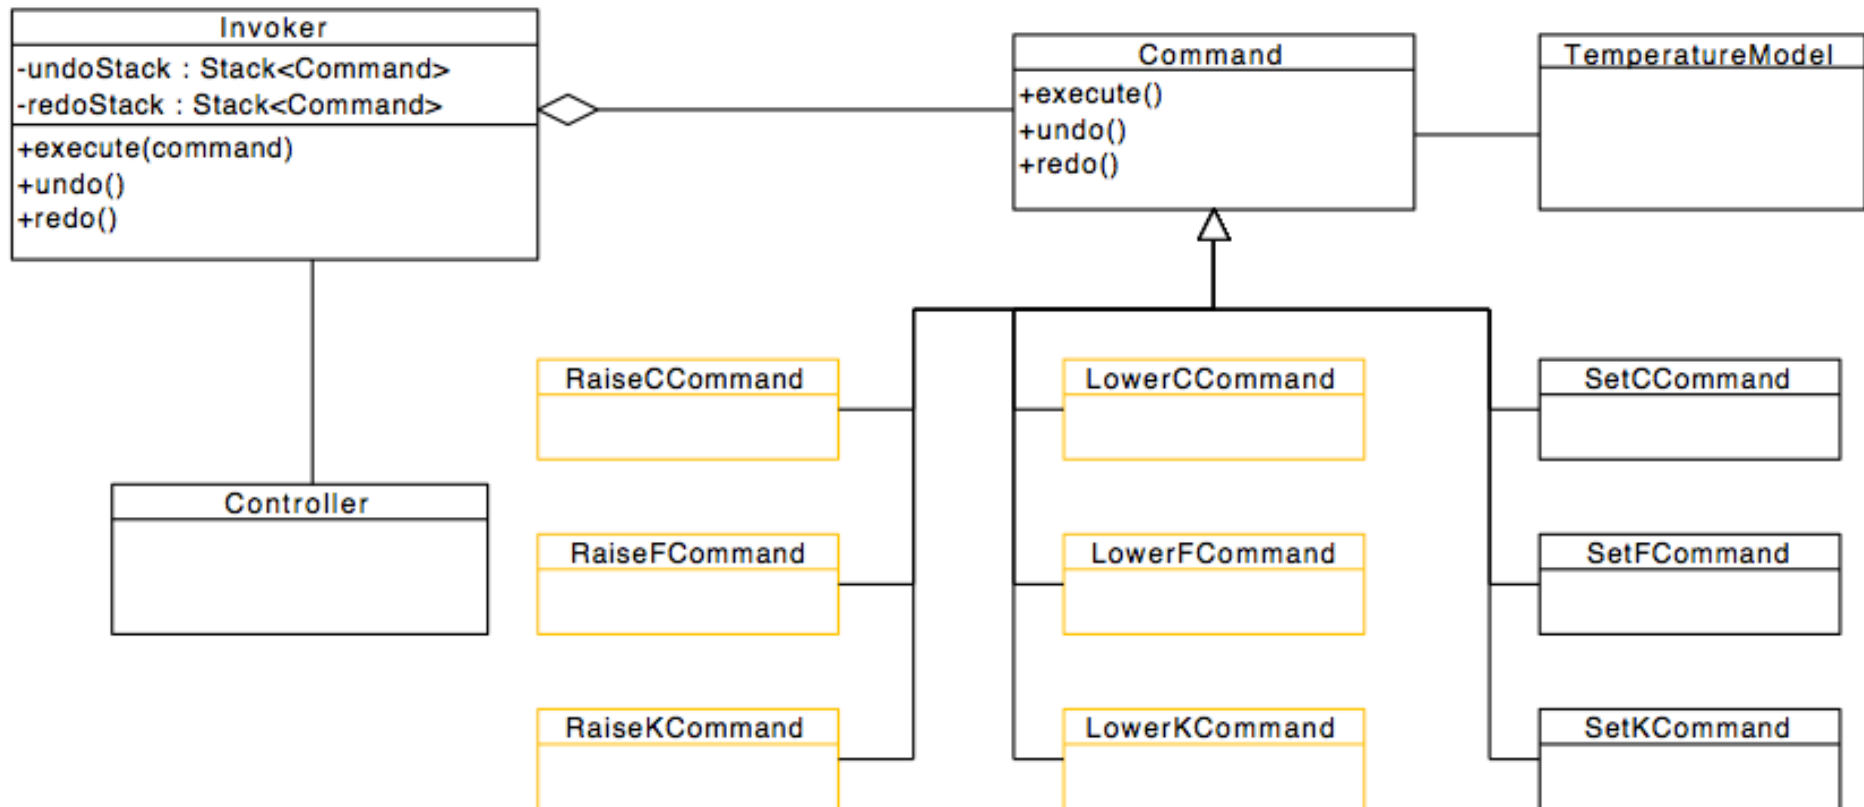 Invoker
-undoStack : Stack<Command>
-redoStack : Stack<Command>
+execute(command)
+undo()
+redo()
Command
+execute()
+undo()
+redo()
TemperatureModel
RaiseCCommand
LowerCCommand
SetCCommand
Controller
RaiseFCommand
LowerFCommand
SetFCommand
RaiseKCommand
LowerKCommand
SetKCommand